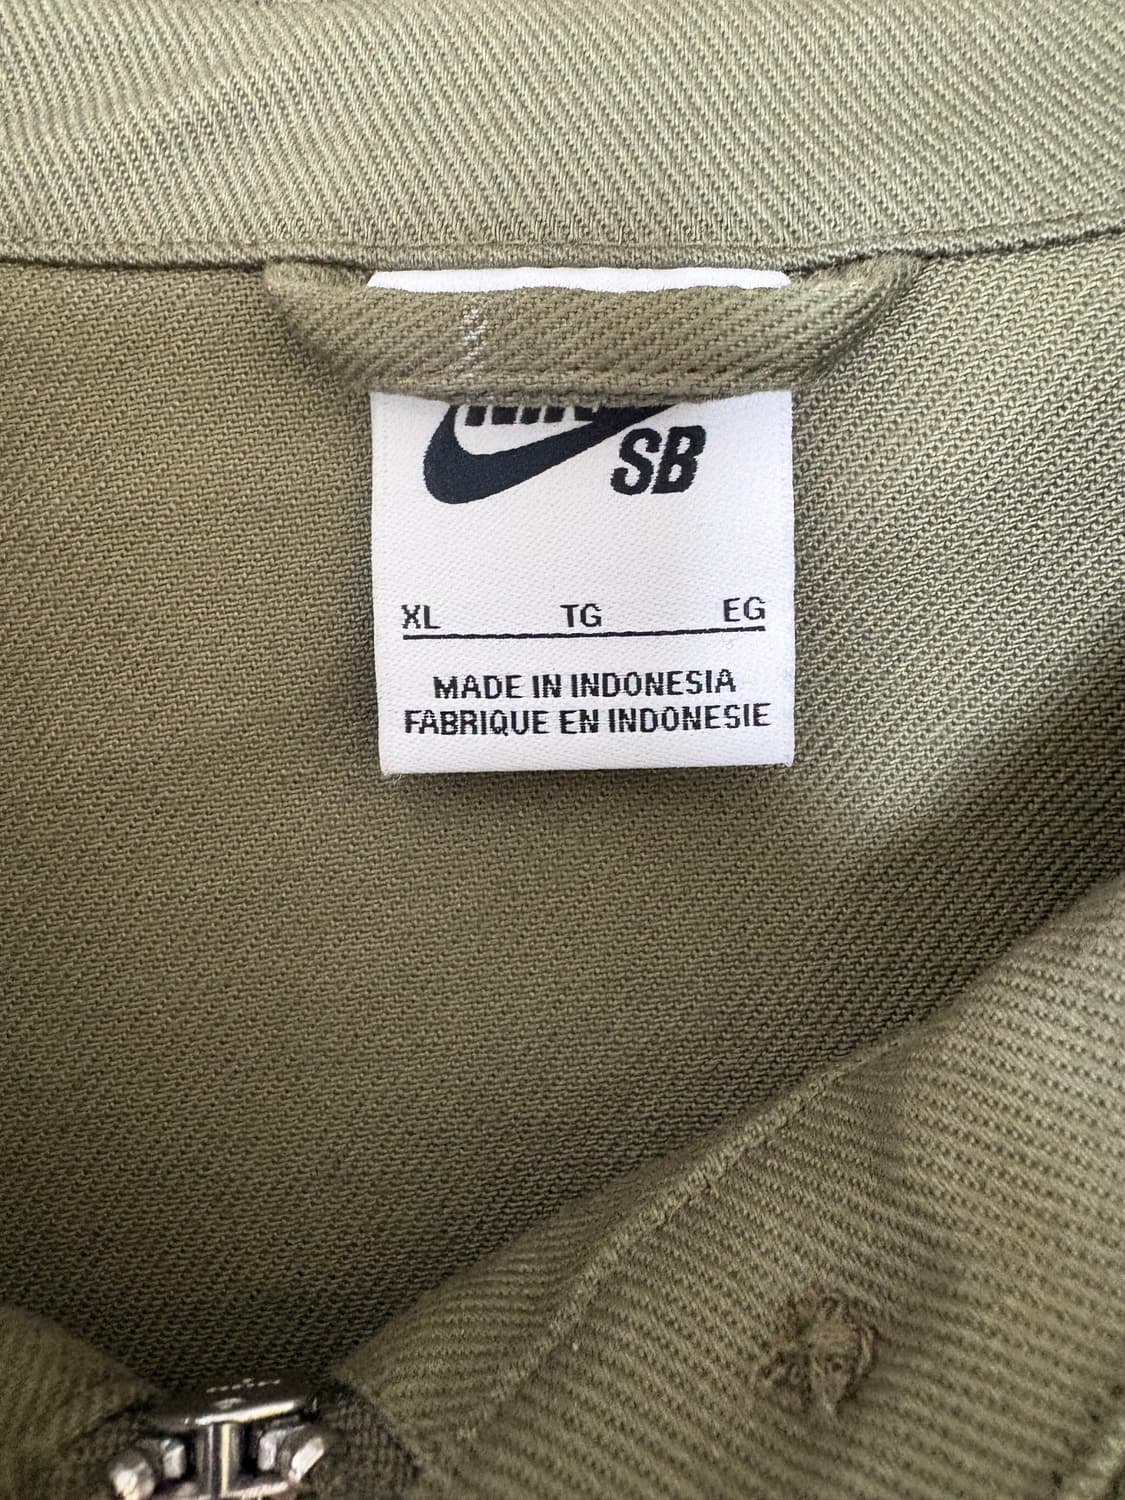 SB
XL TG EG
MADE IN INDONESIA
FABRIQUE EN INDONESIE